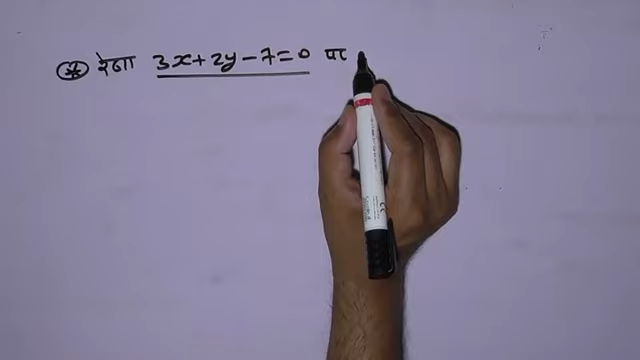 * रेखा 3x + 2y - 7 = 0 पर